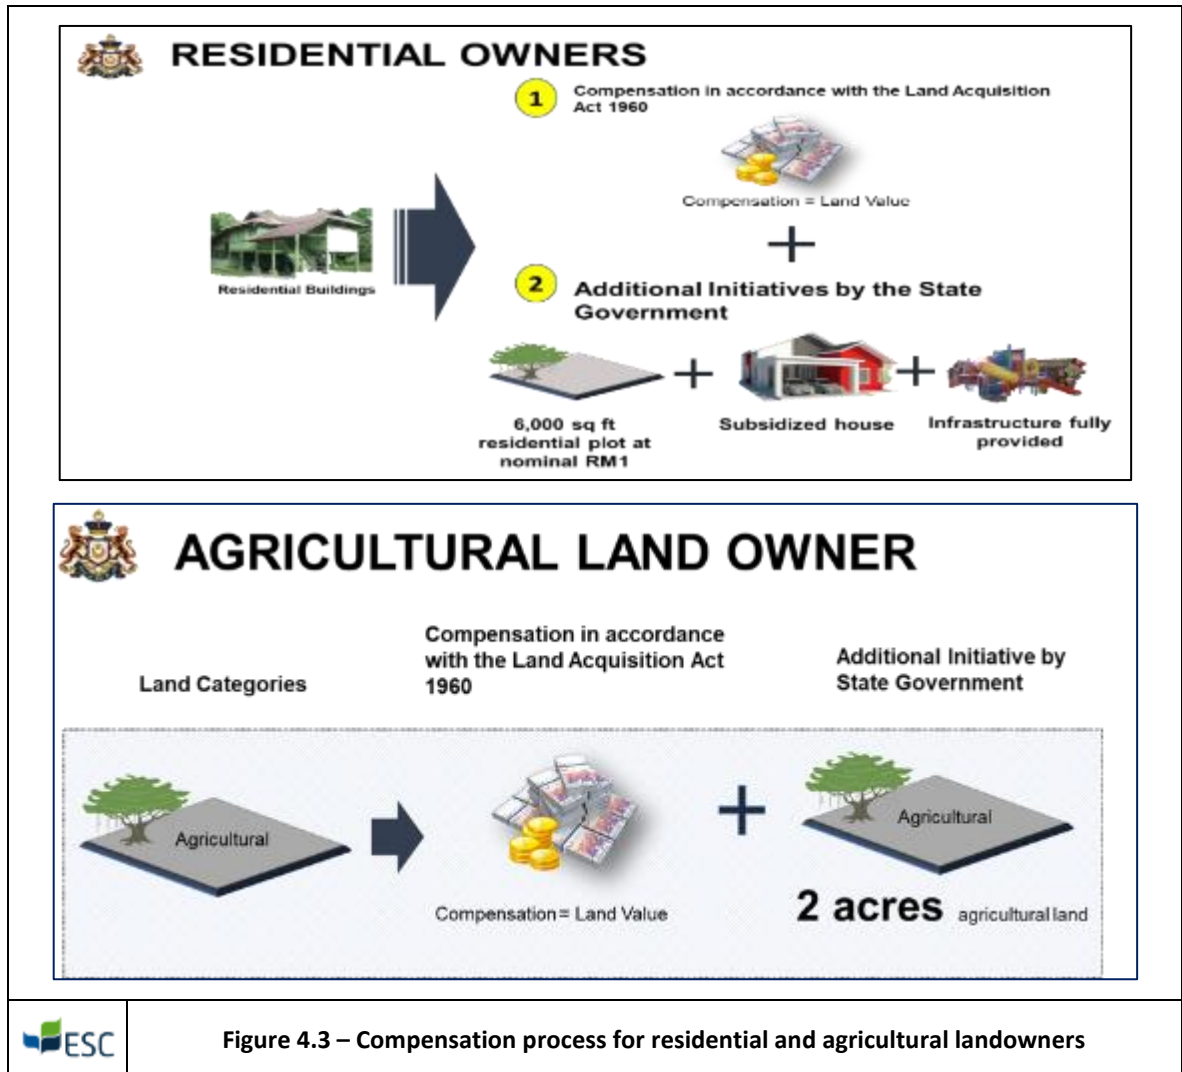 RESIDENTIAL OWNERS
1
Compensation in accordance with the Land Acquisition
Act 1960
Compensation = Land Value
+
Residential Buildings
2
Additional Initiatives by the State
Government
+
+
6,000 sq ft
residential plot at
nominal RM1
Subsidized house
Infrastructure fully
provided
AGRICULTURAL LAND OWNER
Land Categories
Compensation in accordance
with the Land Acquisition Act
1960
Additional Initiative by
State Government
Agricultural
+
Agricultural
Compensation = Land Value
2 acres agricultural land
ESC
Figure 4.3 – Compensation process for residential and agricultural landowners